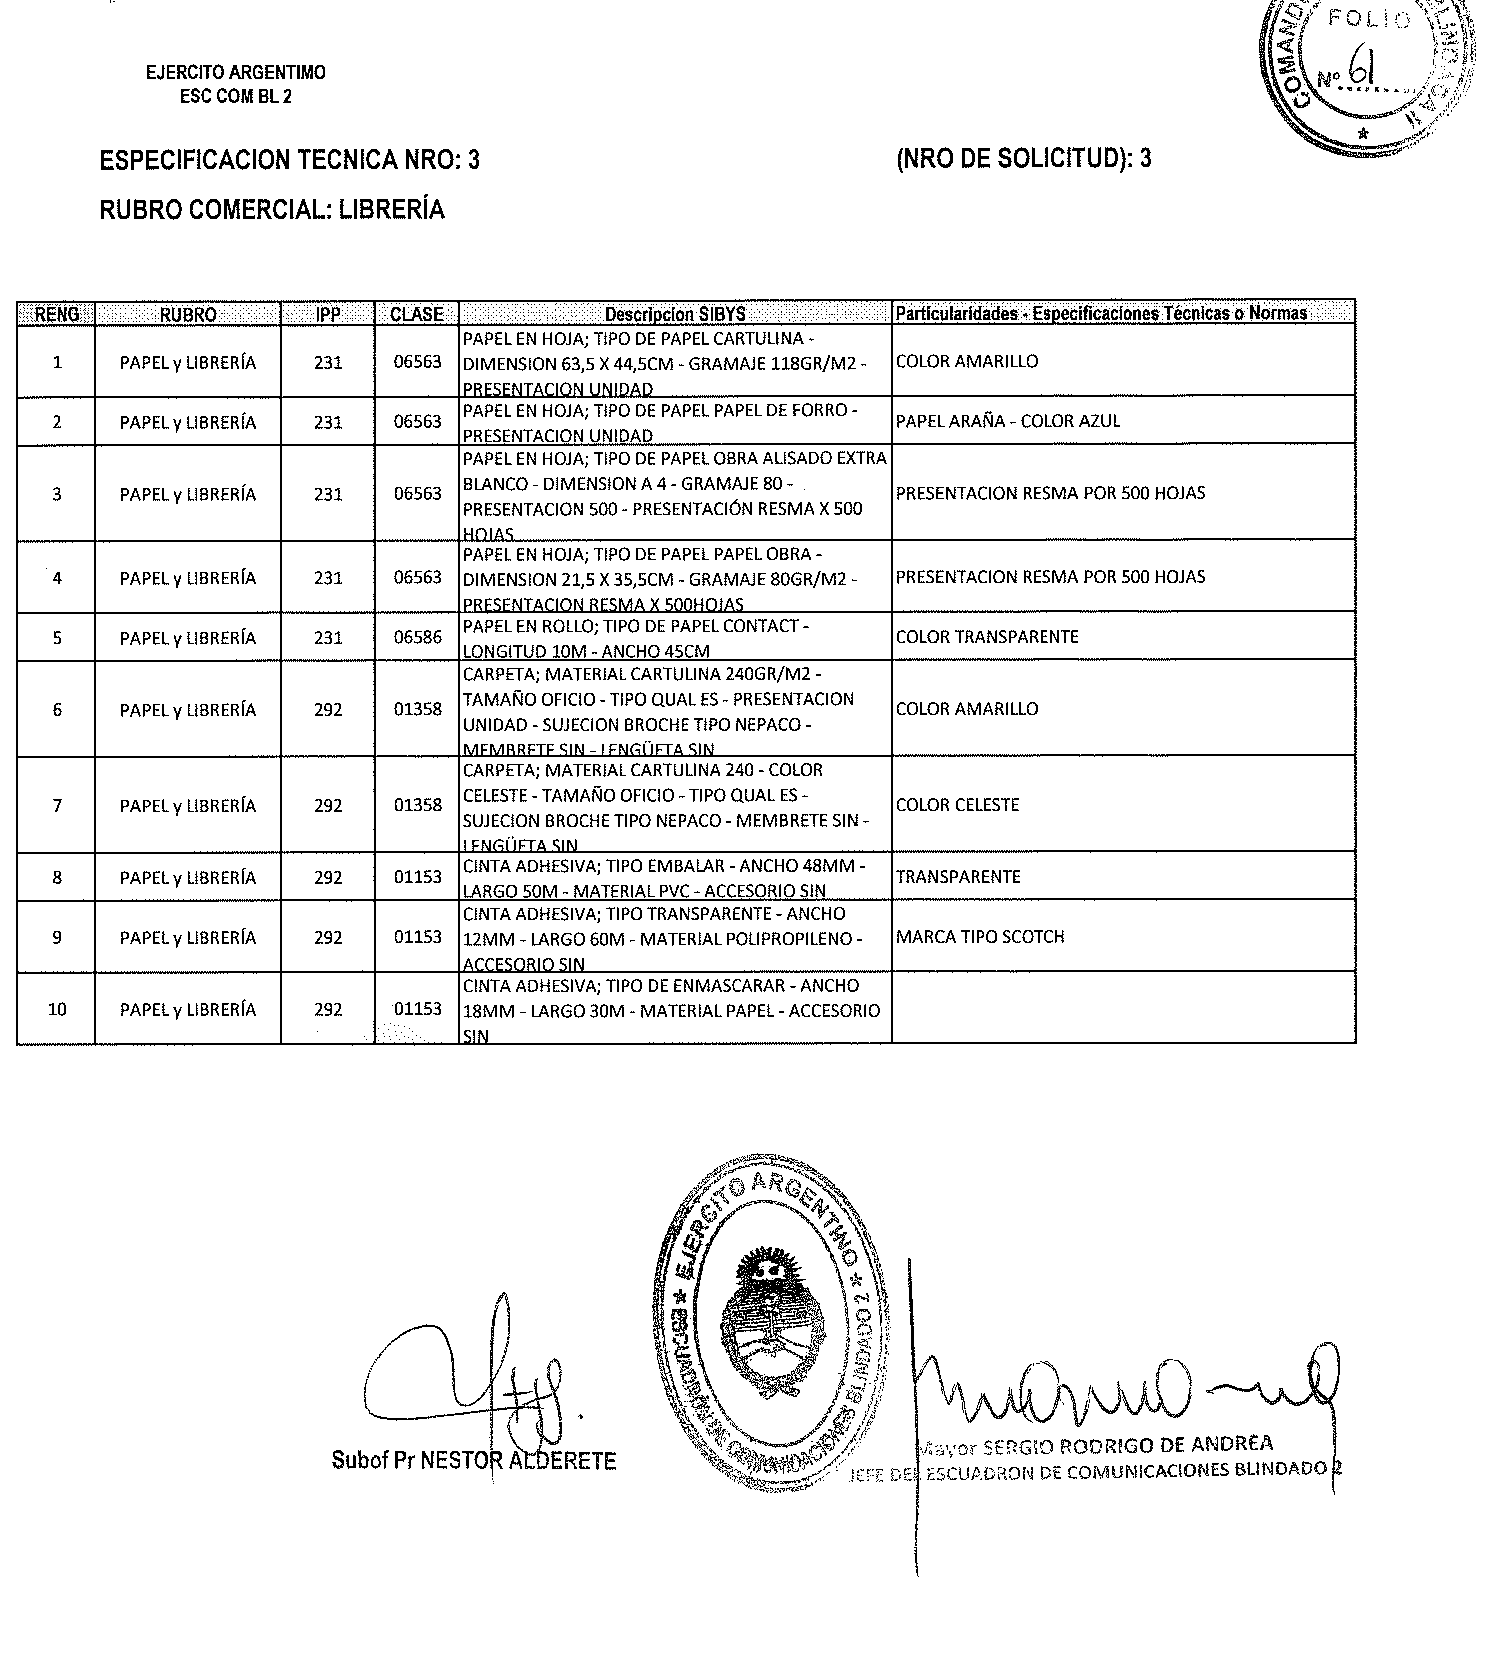 FOLIO
COMAND
Nº 61
EJERCITO ARGENTIMO
ESC COM BL 2
ESPECIFICACION TECNICA NRO: 3
(NRO DE SOLICITUD): 3
RUBRO COMERCIAL: LIBRERÍA
RENG RUBRO IPP CLASE Descripcion SIBYS Particularidades - Especificaciones Técnicas o Normas
PAPEL EN HOJA; TIPO DE PAPEL CARTULINA -
1 PAPEL y LIBRERÍA 231 06563 DIMENSION 63,5 X 44,5CM - GRAMAJE 118GR/M2 - COLOR AMARILLO
PRESENTACION UNIDAD
PAPEL EN HOJA; TIPO DE PAPEL PAPEL DE FORRO -
2 PAPEL y LIBRERÍA 231 06563 PAPEL ARAÑA - COLOR AZUL
PRESENTACION UNIDAD
PAPEL EN HOJA; TIPO DE PAPEL OBRA ALISADO EXTRA
BLANCO - DIMENSION A 4 - GRAMAJE 80 -
3 PAPEL y LIBRERÍA 231 06563 PRESENTACION RESMA POR 500 HOJAS
PRESENTACION 500 - PRESENTACIÓN RESMA X 500
HOJAS
PAPEL EN HOJA; TIPO DE PAPEL PAPEL OBRA -
4 PAPEL y LIBRERÍA 231 06563 DIMENSION 21,5 X 35,5CM - GRAMAJE 80GR/M2 - PRESENTACION RESMA POR 500 HOJAS
PRESENTACION RESMA X 500HOJAS
PAPEL EN ROLLO; TIPO DE PAPEL CONTACT -
5 PAPEL y LIBRERÍA 231 06586 COLOR TRANSPARENTE
LONGITUD 10M - ANCHO 45CM
CARPETA; MATERIAL CARTULINA 240GR/M2 -
TAMAÑO OFICIO - TIPO QUAL ES - PRESENTACION
6 PAPEL y LIBRERÍA 292 01358 COLOR AMARILLO
UNIDAD - SUJECION BROCHE TIPO NEPACO -
MEMBRETE SIN - LENGÜETA SIN
CARPETA; MATERIAL CARTULINA 240 - COLOR
CELESTE - TAMAÑO OFICIO - TIPO QUAL ES -
7 PAPEL y LIBRERÍA 292 01358 COLOR CELESTE
SUJECION BROCHE TIPO NEPACO - MEMBRETE SIN -
LENGÜETA SIN
CINTA ADHESIVA; TIPO EMBALAR - ANCHO 48MM -
8 PAPEL y LIBRERÍA 292 01153 TRANSPARENTE
LARGO 50M - MATERIAL PVC - ACCESORIO SIN
CINTA ADHESIVA; TIPO TRANSPARENTE - ANCHO
9 PAPEL y LIBRERÍA 292 01153 12MM - LARGO 60M - MATERIAL POLIPROPILENO - MARCA TIPO SCOTCH
ACCESORIO SIN
CINTA ADHESIVA; TIPO DE ENMASCARAR - ANCHO
10 PAPEL y LIBRERÍA 292 01153 18MM - LARGO 30M - MATERIAL PAPEL - ACCESORIO
SIN
EJERCITO ARGENTINO
ESCUADRÓN DE COMUNICACIONES BLINDADO 2
Subof Pr NESTOR ALDERETE
Mayor SERGIO RODRIGO DE ANDREA
JEFE DEL ESCUADRON DE COMUNICACIONES BLINDADO 2